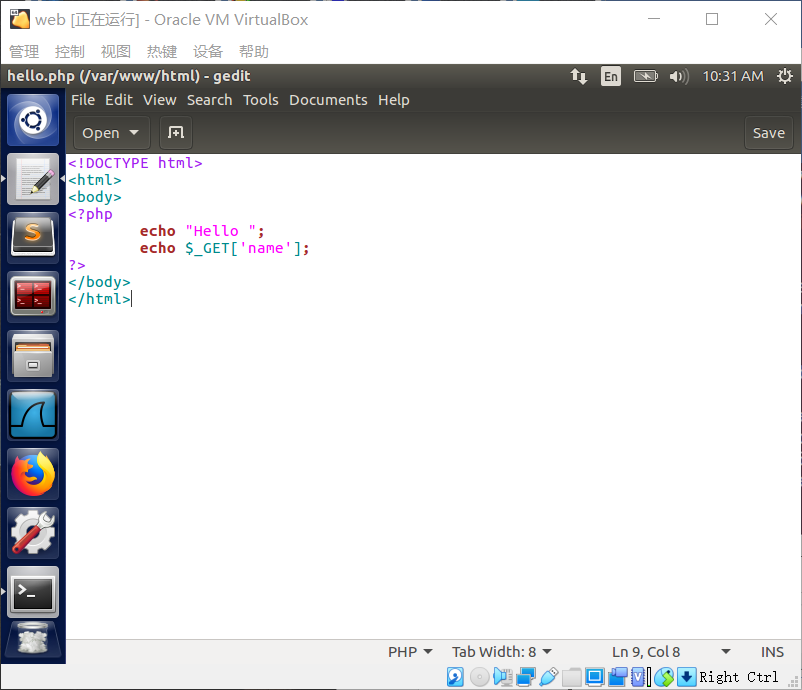 web [正在运行] - Oracle VM VirtualBox
管理 控制 视图 热键 设备 帮助
hello.php (/var/www/html) - gedit En 10:31 AM
File Edit View Search Tools Documents Help
Open Save
<!DOCTYPE html>
<html>
<body>
<?php
echo "Hello ";
echo $_GET['name'];
?>
</body>
</html>
PHP Tab Width: 8 Ln 9, Col 8 INS
Right Ctrl